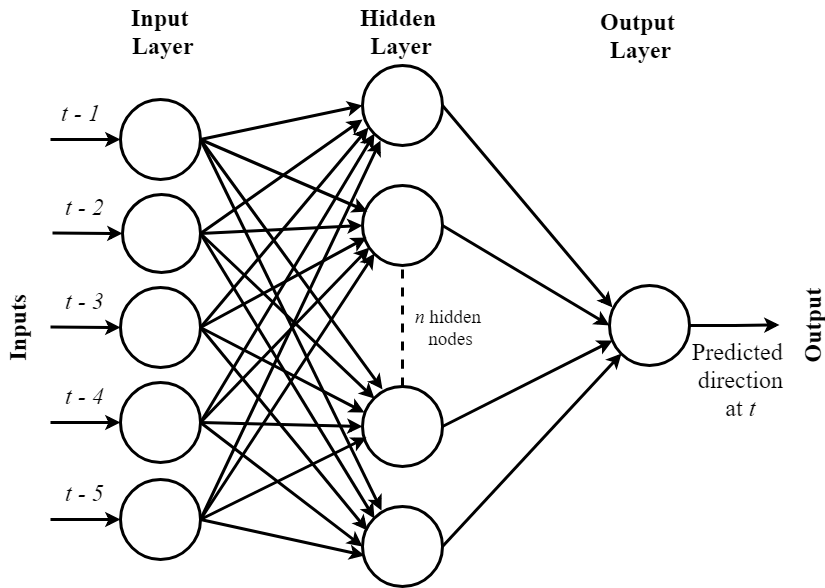 Input
Layer
Hidden
Layer
Output
Layer
t - 1
t - 2
t - 3
t - 4
t - 5
Inputs
n hidden
nodes
Predicted
direction
at t
Output